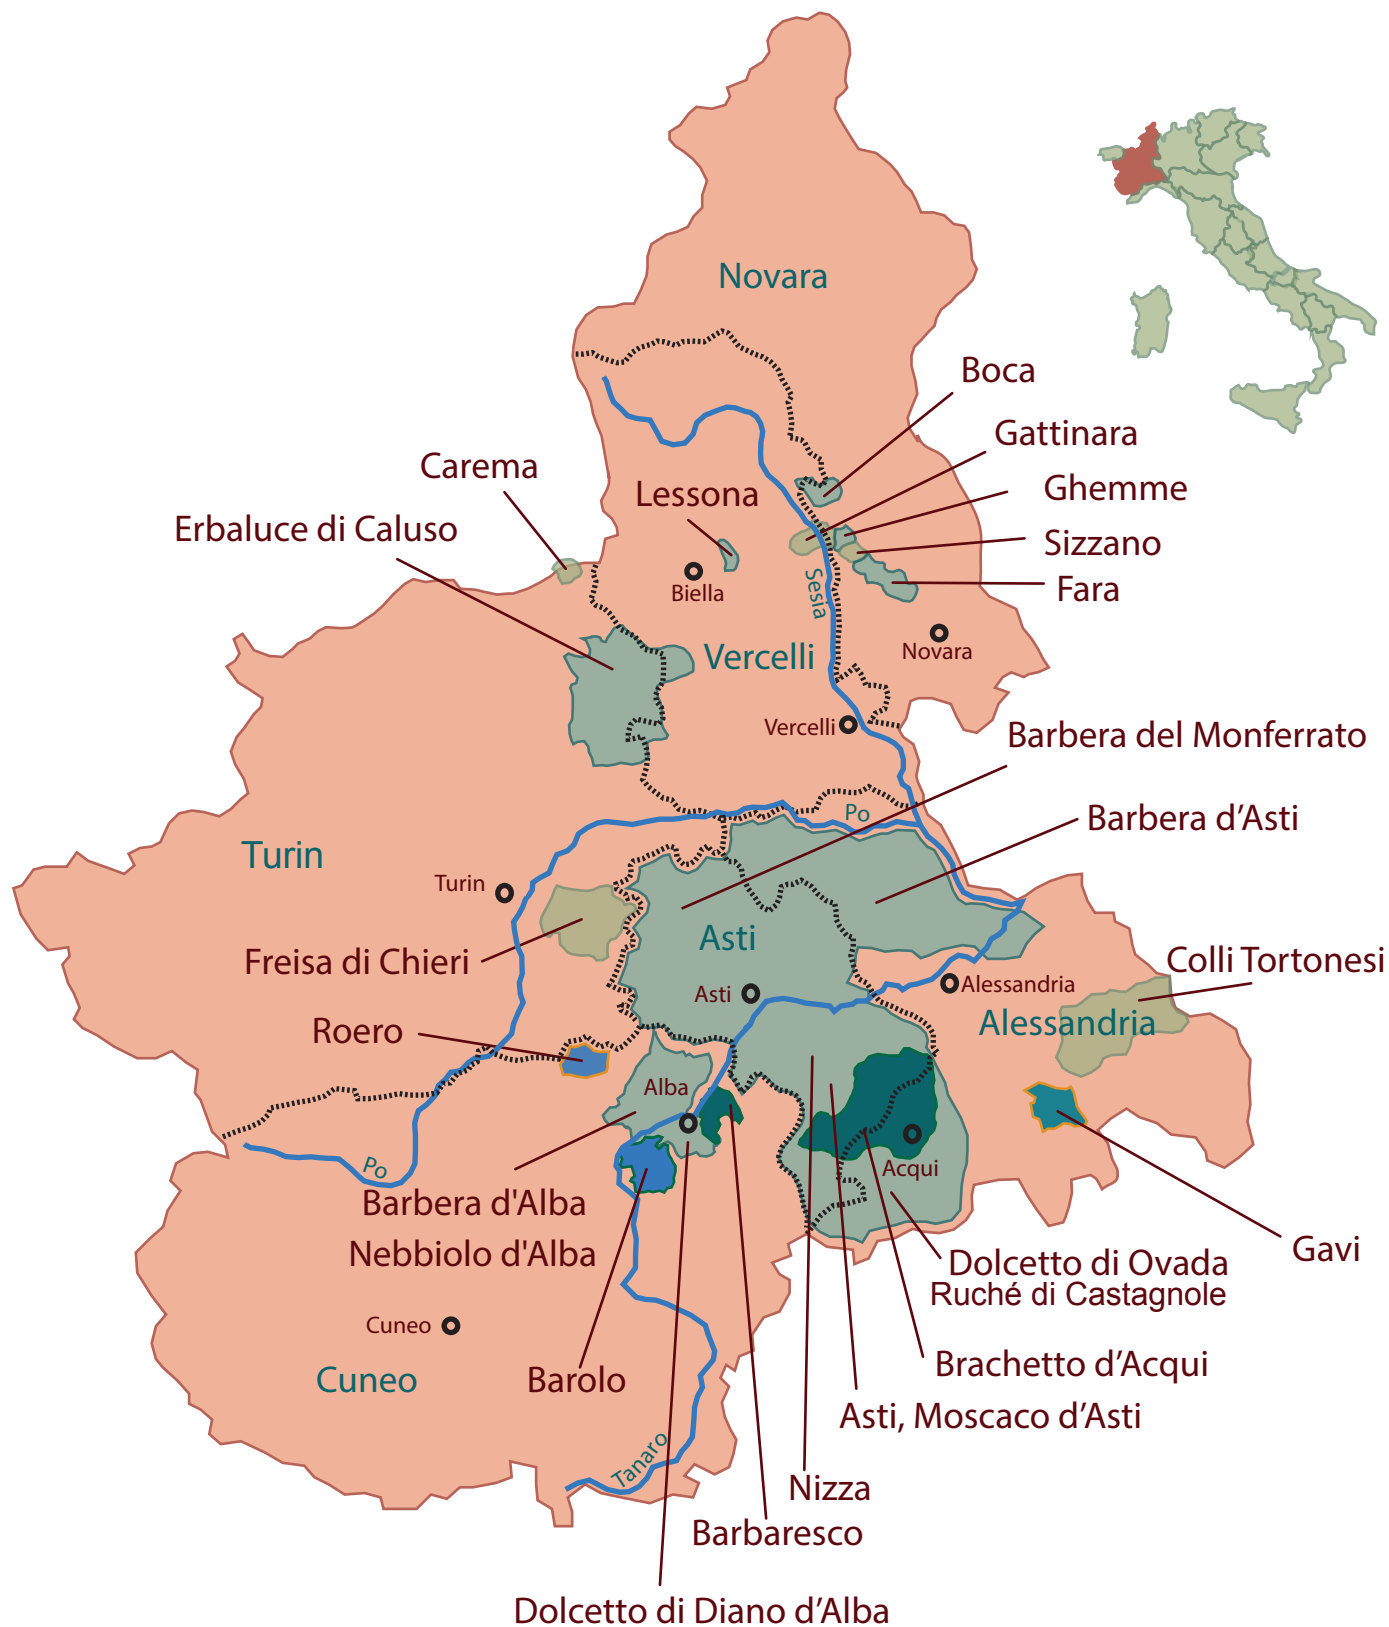 Novara
Boca
Gattinara
Carema
Lessona
Ghemme
Erbaluce di Caluso
Sizzano
Biella
Sesia
Fara
Novara
Vercelli
Vercelli
Barbera del Monferrato
Po
Barbera d’Asti
Turin
Turin
Asti
Freisa di Chieri
Colli Tortonesi
Asti
Alessandria
Roero
Alessandria
Alba
Po
Acqui
Barbera d'Alba
Nebbiolo d'Alba
Gavi
Dolcetto di Ovada
Ruché di Castagnole
Cuneo
Cuneo
Barolo
Brachetto d’Acqui
Asti, Moscaco d’Asti
Tanaro
Nizza
Barbaresco
Dolcetto di Diano d’Alba